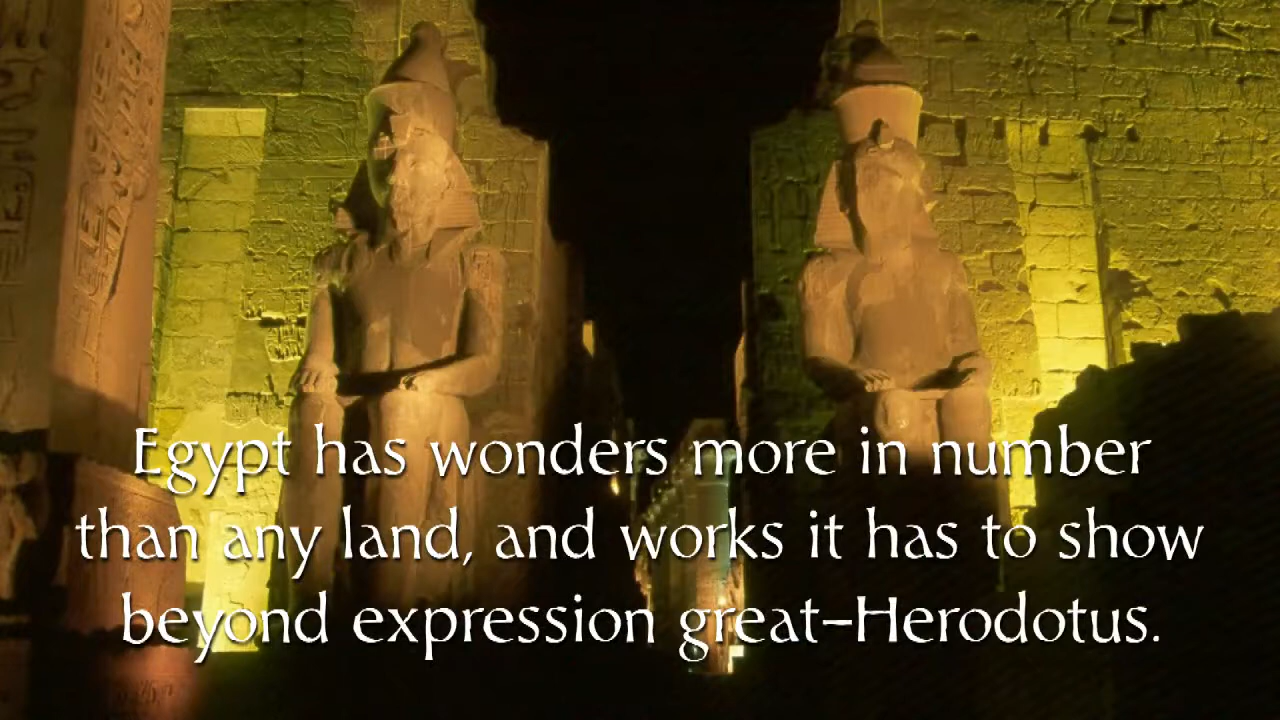 Egypt has wonders more in number
than any land, and works it has to show
beyond expression great–Herodotus.